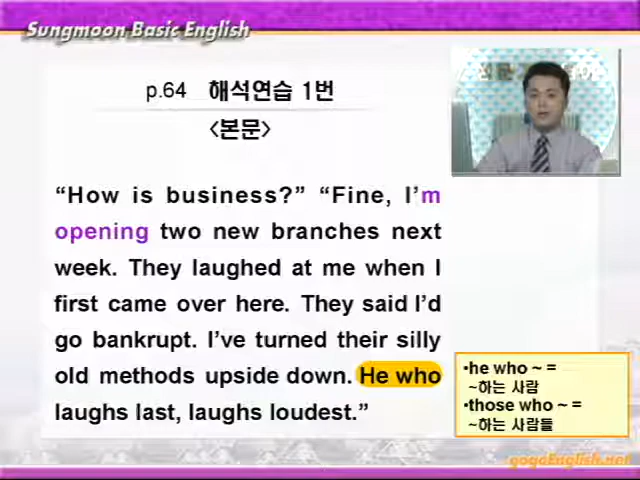 Sungmoon Basic English
p.64 해석연습 1번
<본문>
“How is business?” “Fine, I’m
opening two new branches next
week. They laughed at me when I
first came over here. They said I’d
go bankrupt. I’ve turned their silly
old methods upside down. He who
laughs last, laughs loudest.”
•he who ~ =
~하는 사람
•those who ~ =
~하는 사람들
gogoEnglish.net